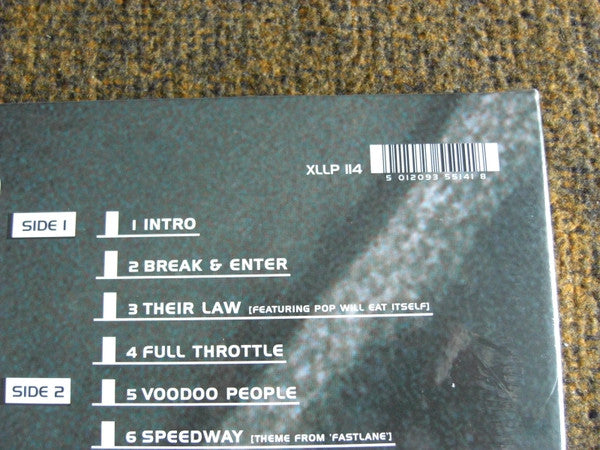 XLLP 114
5 012093 55141 8
SIDE 1
1 INTRO
2 BREAK & ENTER
3 THEIR LAW [FEATURING POP WILL EAT ITSELF]
4 FULL THROTTLE
SIDE 2
5 VOODOO PEOPLE
6 SPEEDWAY [THEME FROM 'FASTLANE']